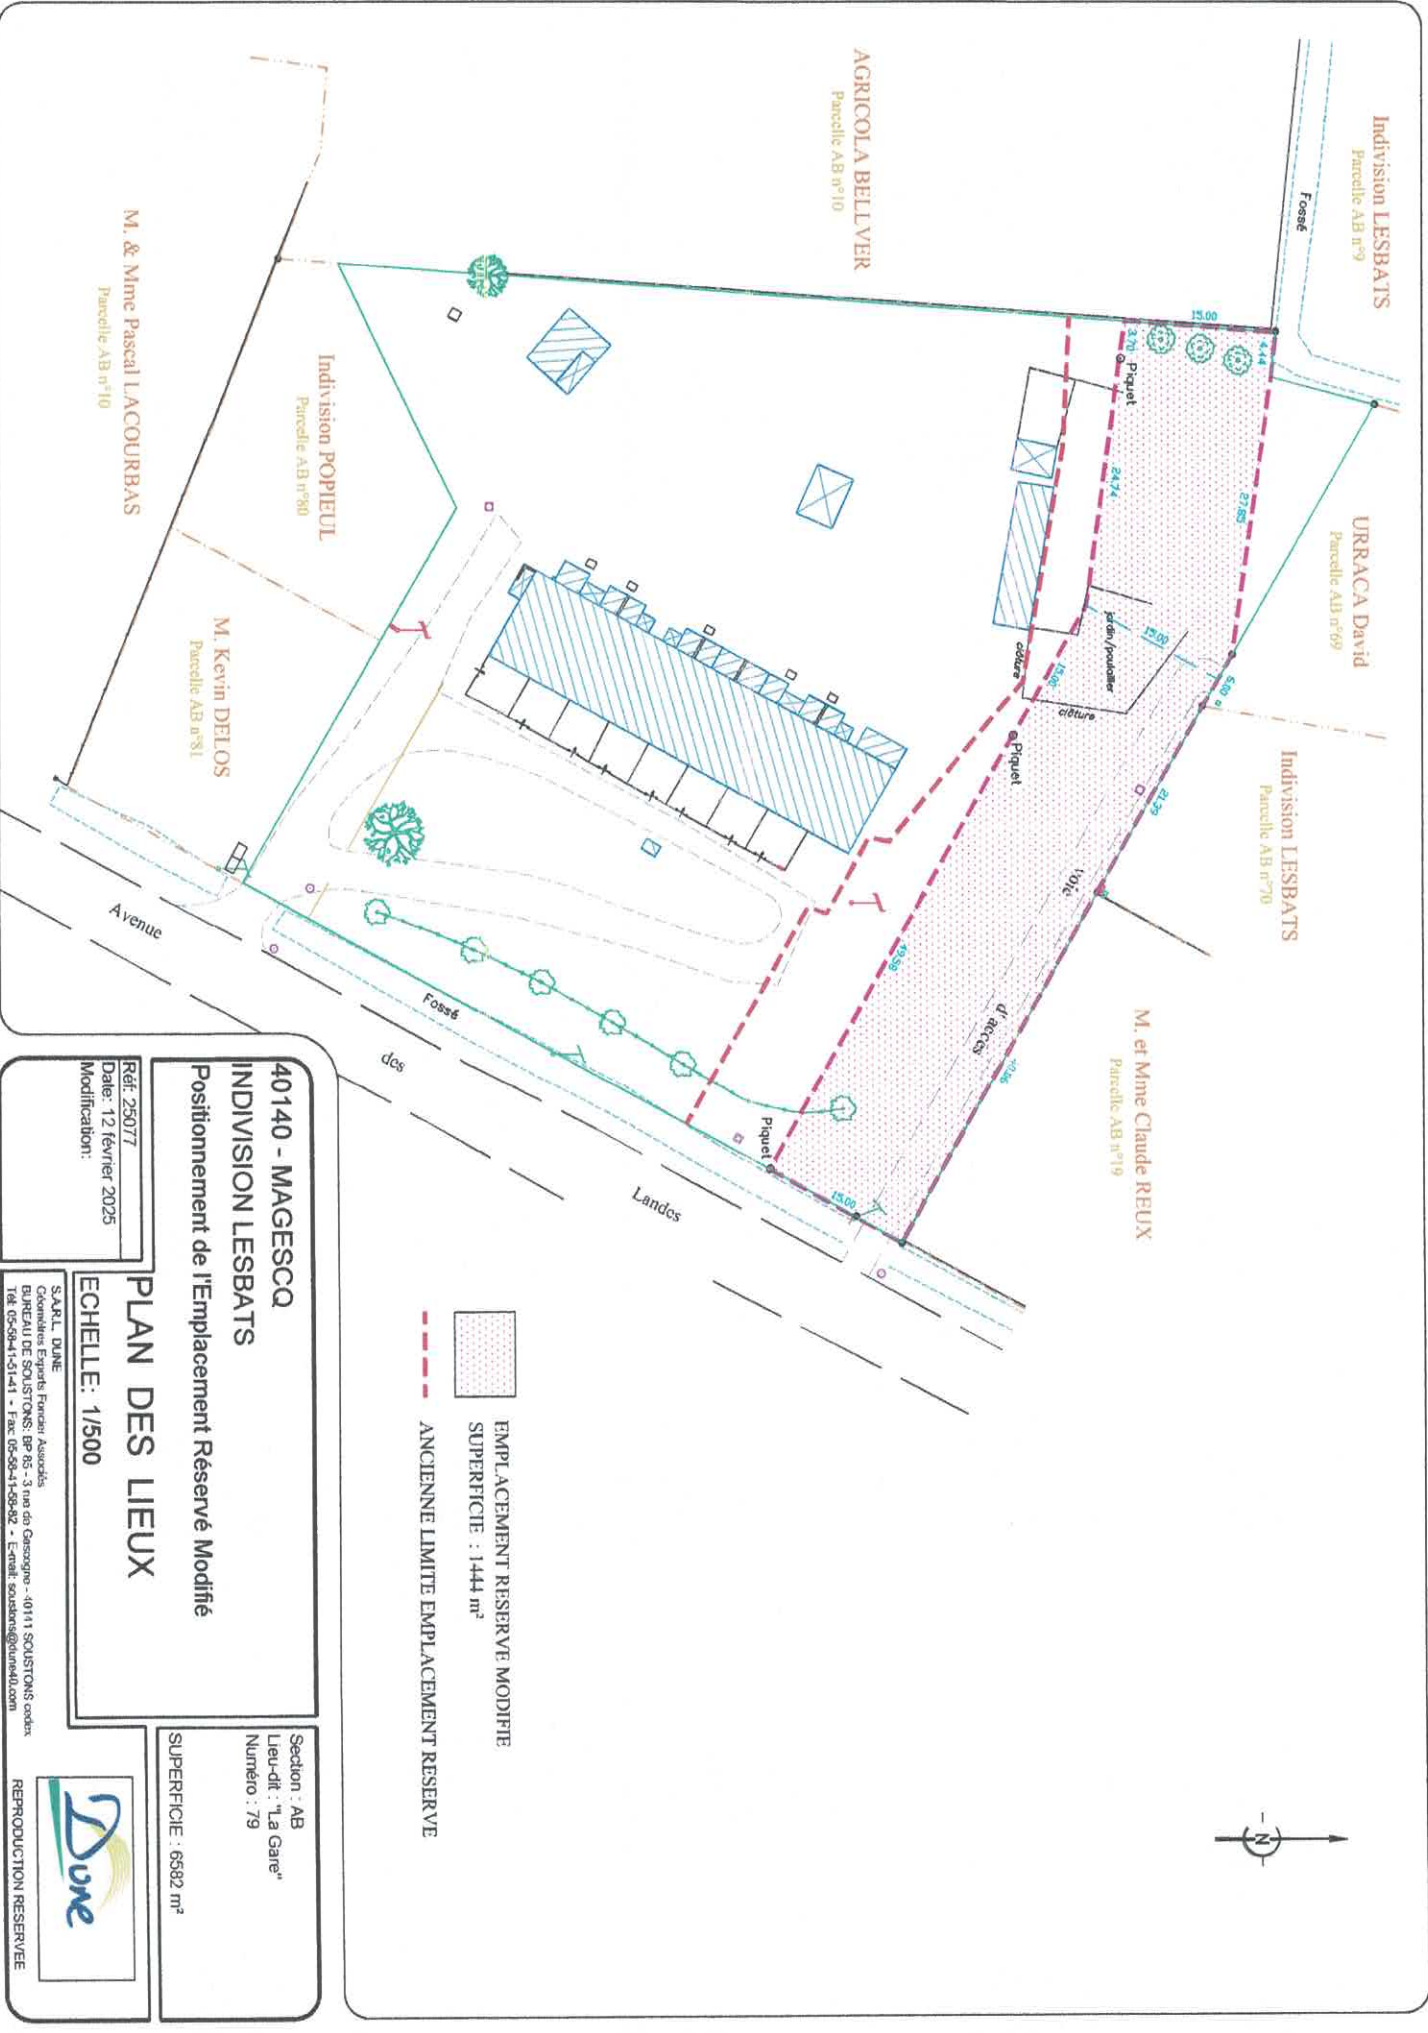 Indivision LESBATS
Parcelle AB n°9
Fossé
AGRICOLA BELLVER
Parcelle AB n°10
URRACA David
Parcelle AB n°69
Indivision LESBATS
Parcelle AB n°70
M. et Mme Claude REUX
Parcelle AB n°19
M. & Mme Pascal LACOURBAS
Parcelle AB n°10
Indivision POPIEUL
Parcelle AB n°80
M. Kevin DELOS
Parcelle AB n°81
15.00
4.44
3.70
Piquet
24.74
27.85
jardin/poulailler
15.00
15.00
6.00
clôture
clôture
Piquet
21.29
Voie
d'accès
49.58
Piquet
15.00
Fossé
Avenue
des
Landes
N
EMPLACEMENT RESERVE MODIFIE
SUPERFICIE : 1444 m²
ANCIENNE LIMITE EMPLACEMENT RESERVE
40140 - MAGESCQ
INDIVISION LESBATS
Positionnement de l'Emplacement Réservé Modifié
Réf: 25077
Date: 12 février 2025
Modification:
PLAN DES LIEUX
ECHELLE: 1/500
Section : AB
Lieu-dit : "La Gare"
Numéro : 79
SUPERFICIE : 6582 m²
S.A.R.L. DUNE
Géomètres Experts Foncier Associés
BUREAU DE SOUSTONS: BP 85 - 3 rue de Gascogne - 40141 SOUSTONS cedex
Tél: 05-58-41-51-41 - Fax: 05-58-41-58-82 - E-mail: soustons@dune40.com
DUNE
REPRODUCTION RESERVEE